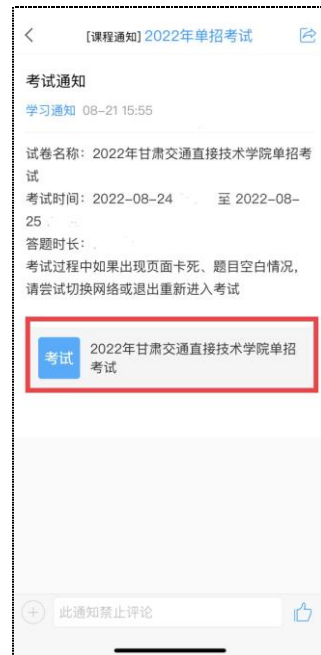 [课程通知] 2022年单招考试
考试通知
学习通知 08-21 15:55
试卷名称：2022年甘肃交通直接技术学院单招考
试
考试时间：2022-08-24 至 2022-08-
25
答题时长：
考试过程中如果出现页面卡死、题目空白情况，
请尝试切换网络或退出重新进入考试
考试
2022年甘肃交通直接技术学院单招
考试
此通知禁止评论